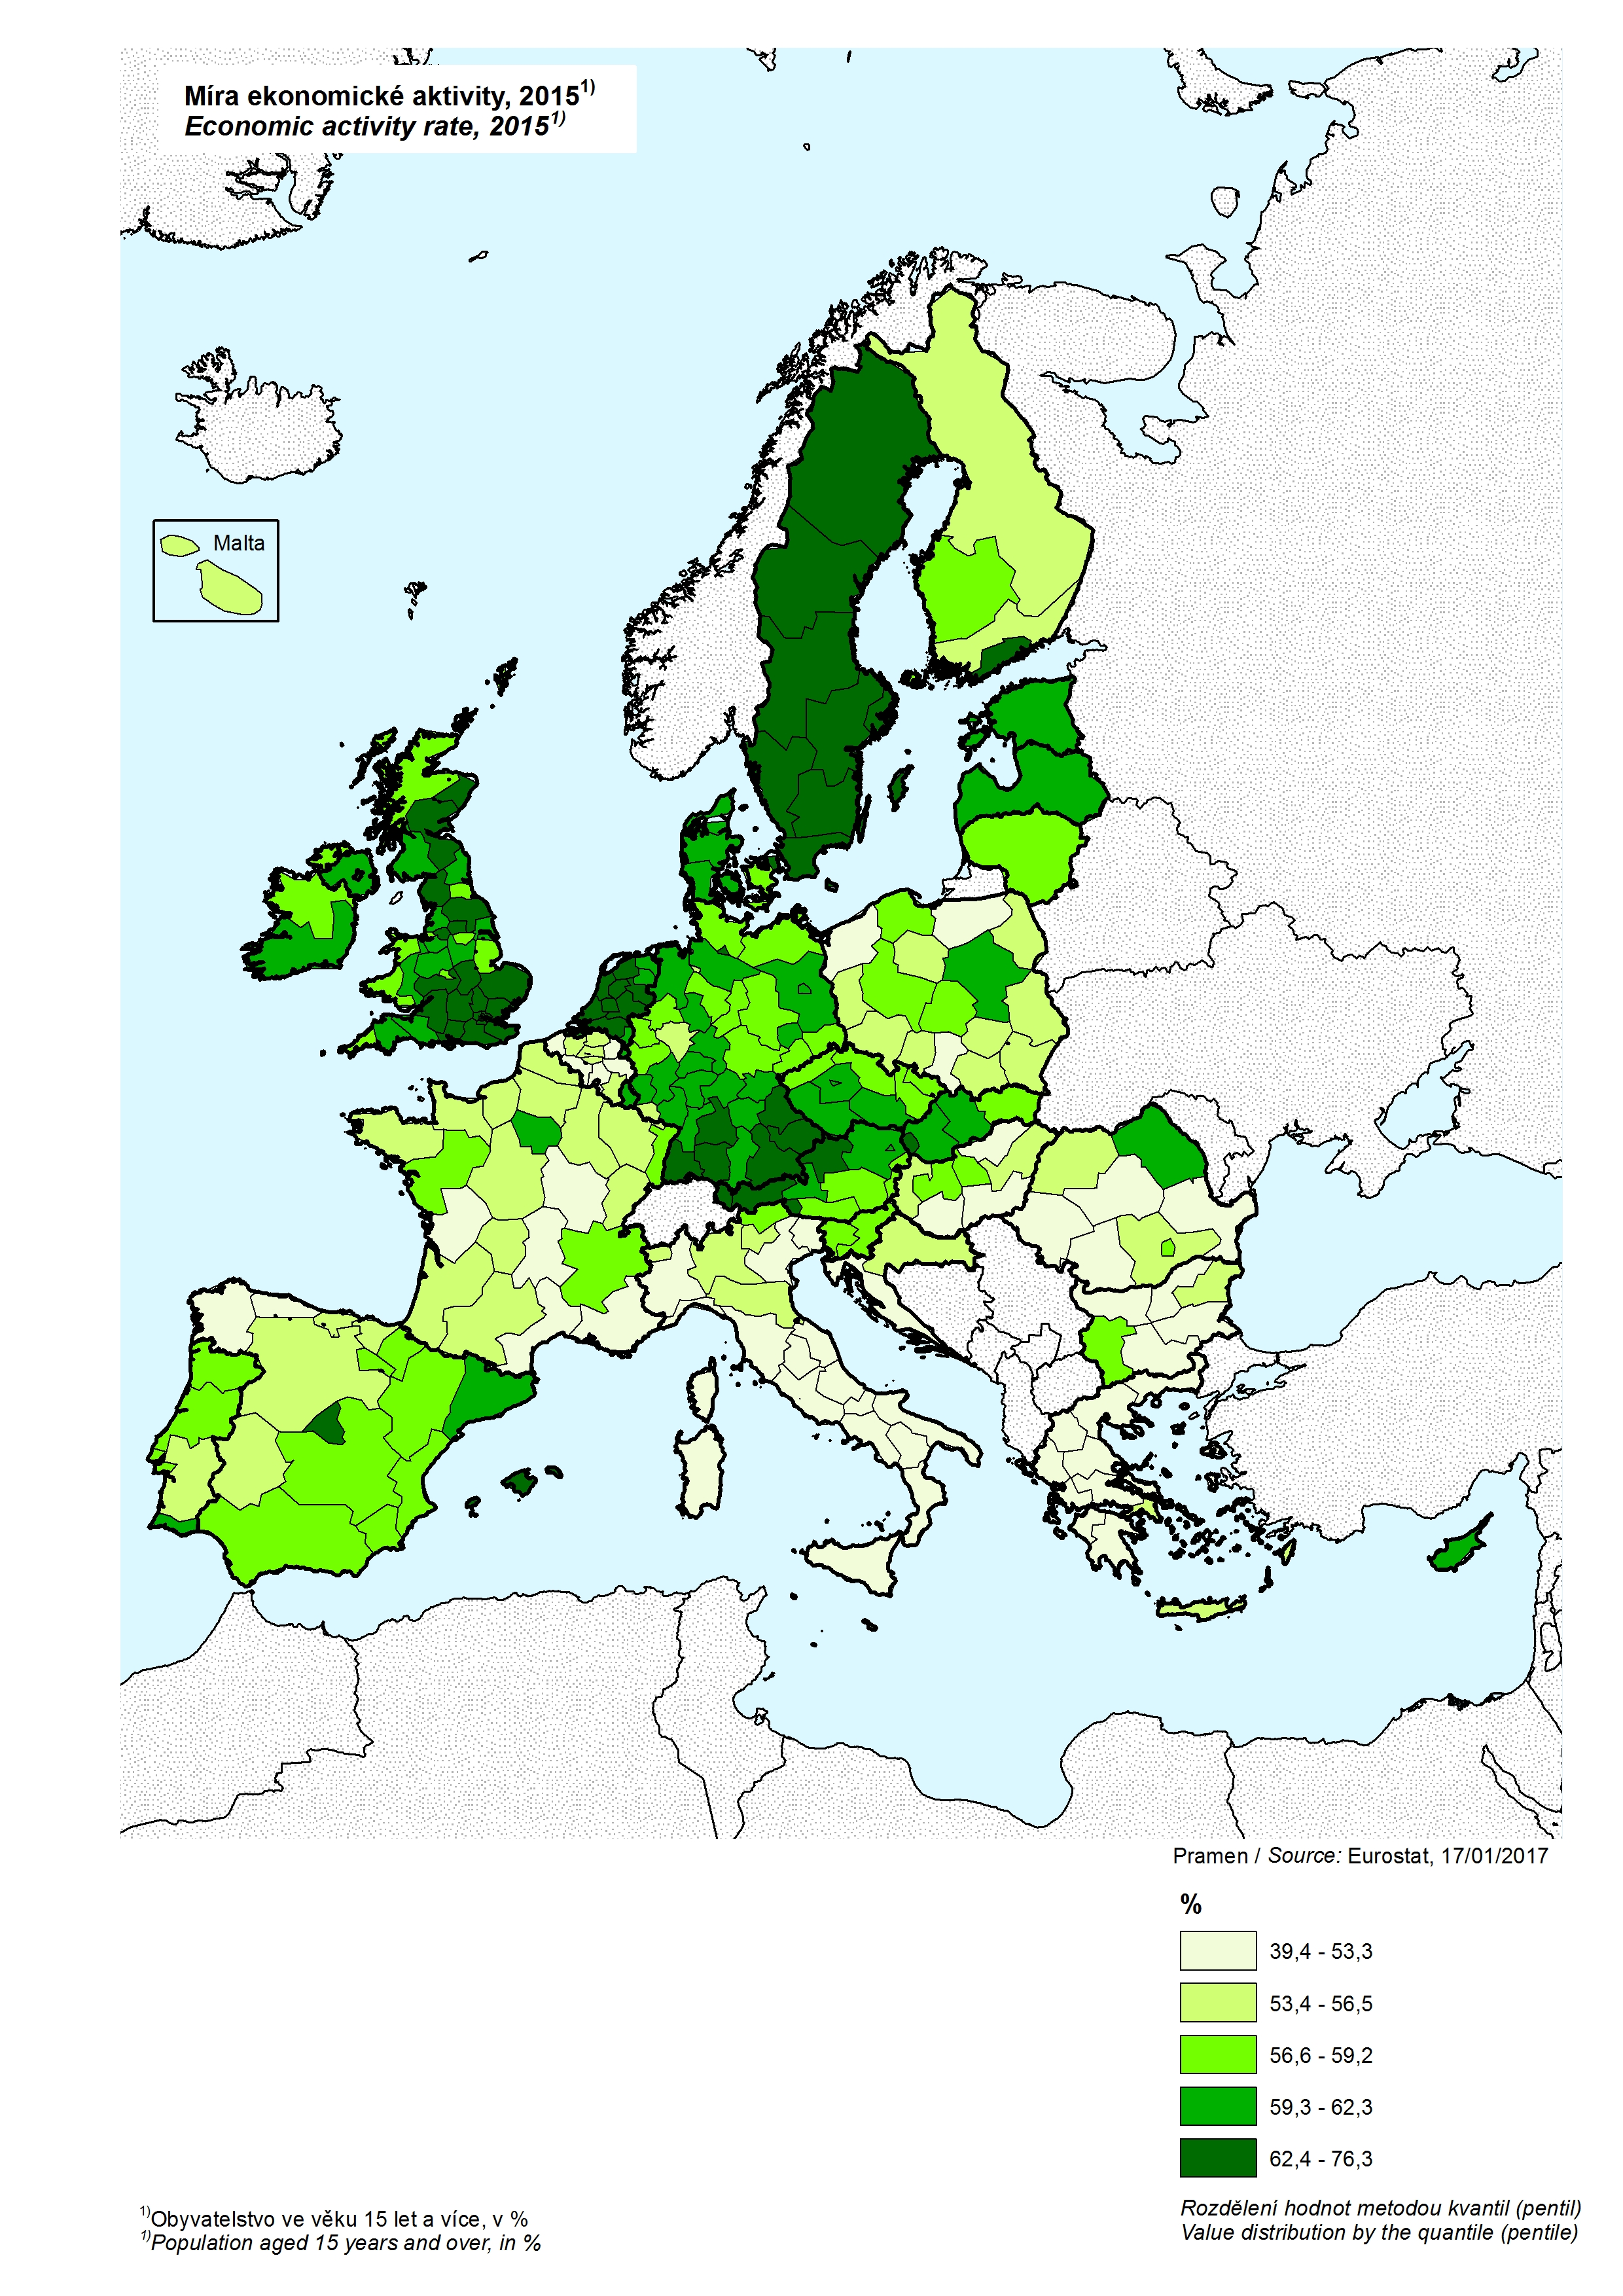 Míra ekonomické aktivity, 2015¹⁾
Economic activity rate, 2015¹⁾
Malta
Pramen / Source: Eurostat, 17/01/2017
%
39,4 - 53,3
53,4 - 56,5
56,6 - 59,2
59,3 - 62,3
62,4 - 76,3
Rozdělení hodnot metodou kvantil (pentil)
Value distribution by the quantile (pentile)
¹⁾Obyvatelstvo ve věku 15 let a více, v %
¹⁾Population aged 15 years and over, in %